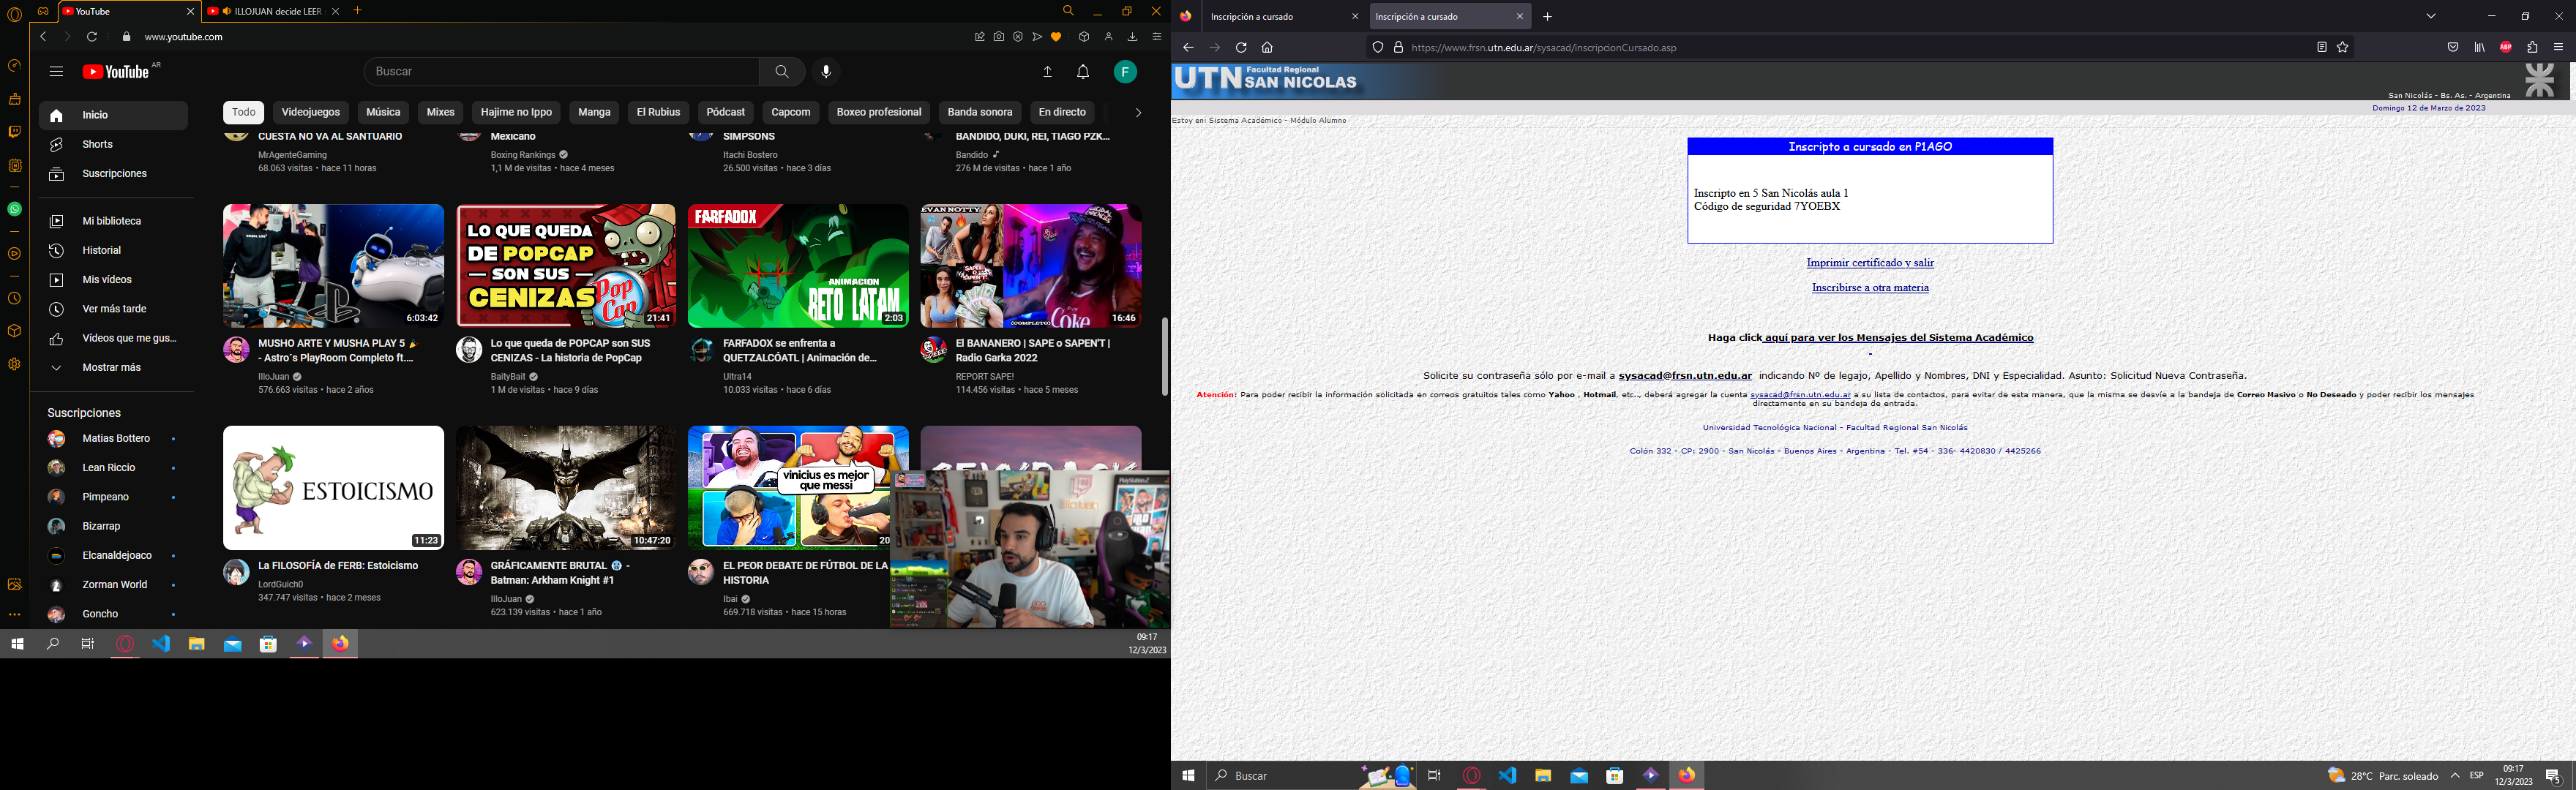 YouTube
ILLOJUAN decide LEER
www.youtube.com
YouTube AR
Buscar
F
Inicio
Shorts
Suscripciones
Mi biblioteca
Historial
Mis vídeos
Ver más tarde
Vídeos que me gus...
Mostrar más
Suscripciones
Matias Bottero
Lean Riccio
Pimpeano
Bizarrap
Elcanaldejoaco
Zorman World
Goncho
Todo
Videojuegos
Música
Mixes
Hajime no Ippo
Manga
El Rubius
Pódcast
Capcom
Boxeo profesional
Banda sonora
En directo
CUESTA NO VA AL SANTUARIO
MrAgenteGaming
68.063 visitas • hace 11 horas
Mexicano
Boxing Rankings
1,1 M de visitas • hace 4 meses
SIMPSONS
Itachi Bostero
26.500 visitas • hace 3 días
BANDIDO, DUKI, REI, TIAGO PZK...
Bandido
276 M de visitas • hace 1 año
6:03:42
MUSHO ARTE Y MUSHA PLAY 5
- Astro´s PlayRoom Completo ft....
IlloJuan
576.663 visitas • hace 2 años
LO QUE QUEDA
DE POPCAP
SON SUS
CENIZAS
PopCap
21:41
Lo que queda de POPCAP son SUS
CENIZAS - La historia de PopCap
BaityBait
1 M de visitas • hace 9 días
FARFADOX
ANIMACION
RETO LATAM
2:03
FARFADOX se enfrenta a
QUETZALCÓATL | Animación de...
Ultra14
10.033 visitas • hace 6 días
EVAN NOTTY
SAPE
SAPEN'T
(COMPLETO)
Coke
16:46
El BANANERO | SAPE o SAPEN'T |
Radio Garka 2022
REPORT SAPE!
114.456 visitas • hace 5 meses
ESTOICISMO
11:23
La FILOSOFÍA de FERB: Estoicismo
LordGuich0
347.747 visitas • hace 2 meses
10:47:20
GRÁFICAMENTE BRUTAL -
Batman: Arkham Knight #1
IlloJuan
623.139 visitas • hace 1 año
vinicius es mejor
que messi
20
EL PEOR DEBATE DE FÚTBOL DE LA
HISTORIA
Ibai
669.718 visitas • hace 15 horas
PlayStation 2
09:17
12/3/2023
Inscripción a cursado
Inscripción a cursado
https://www.frsn.utn.edu.ar/sysacad/inscripcionCursado.asp
ABP
UTN Facultad Regional
SAN NICOLAS
San Nicolás - Bs. As. - Argentina
Domingo 12 de Marzo de 2023
Estoy en: Sistema Académico - Módulo Alumno
Inscripto a cursado en P1AGO
Inscripto en 5 San Nicolás aula 1
Código de seguridad 7YOEBX
Imprimir certificado y salir
Inscribirse a otra materia
Haga click aquí para ver los Mensajes del Sistema Académico
-
Solicite su contraseña sólo por e-mail a sysacad@frsn.utn.edu.ar indicando Nº de legajo, Apellido y Nombres, DNI y Especialidad. Asunto: Solicitud Nueva Contraseña.
Atención: Para poder recibir la información solicitada en correos gratuitos tales como Yahoo , Hotmail, etc.., deberá agregar la cuenta sysacad@frsn.utn.edu.ar a su lista de contactos, para evitar de esta manera, que la misma se desvíe a la bandeja de Correo Masivo o No Deseado y poder recibir los mensajes
directamente en su bandeja de entrada.
Universidad Tecnológica Nacional - Facultad Regional San Nicolás
Colón 332 - CP: 2900 - San Nicolás - Buenos Aires - Argentina - Tel. #54 - 336- 4420830 / 4425266
Buscar
28°C Parc. soleado
ESP
09:17
12/3/2023
5